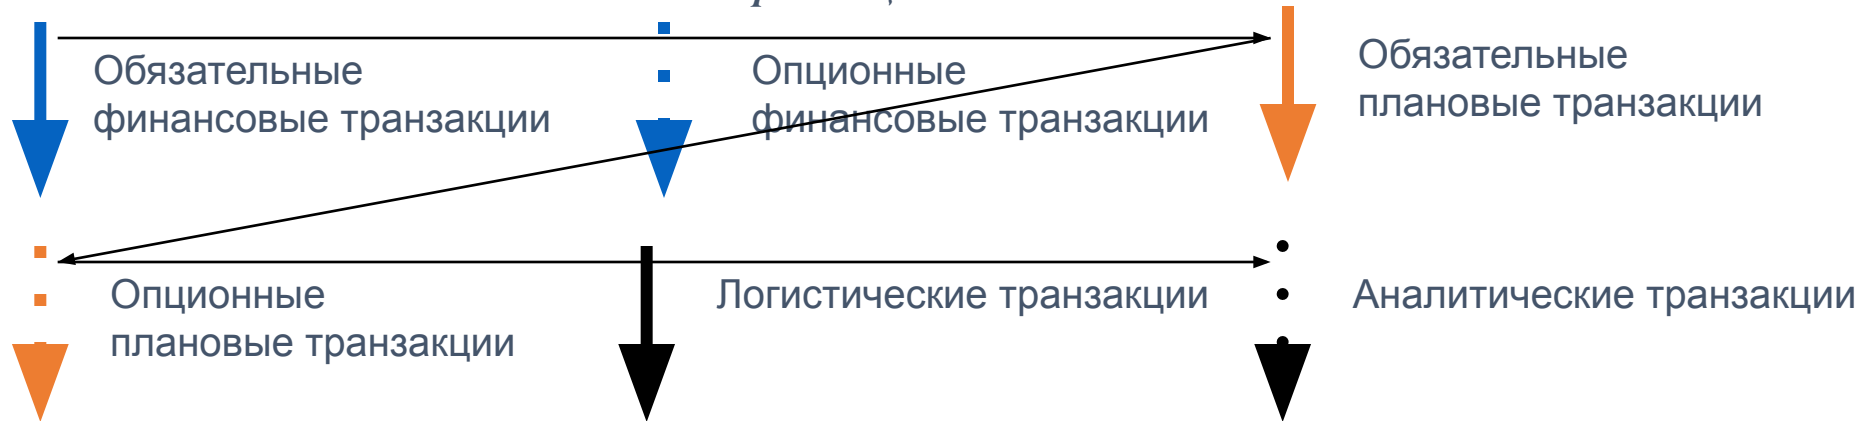 Обязательные
финансовые транзакции
Опционные
финансовые транзакции
Обязательные
плановые транзакции
Опционные
плановые транзакции
Логистические транзакции
Аналитические транзакции